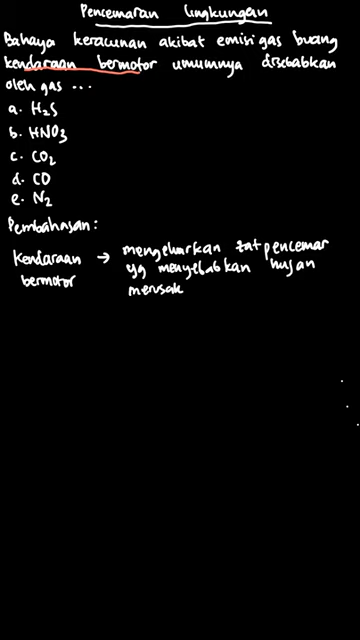 Pencemaran Lingkungan
Bahaya keracunan akibat emisi gas buang
kendaraan bermotor umumnya disebabkan
oleh gas ...
a. H₂S
b. HNO₃
c. CO₂
d. CO
e. N₂
Pembahasan:
Kendaraan → mengeluarkan zat pencemar
bermotor yg menyebabkan hujan
merusak